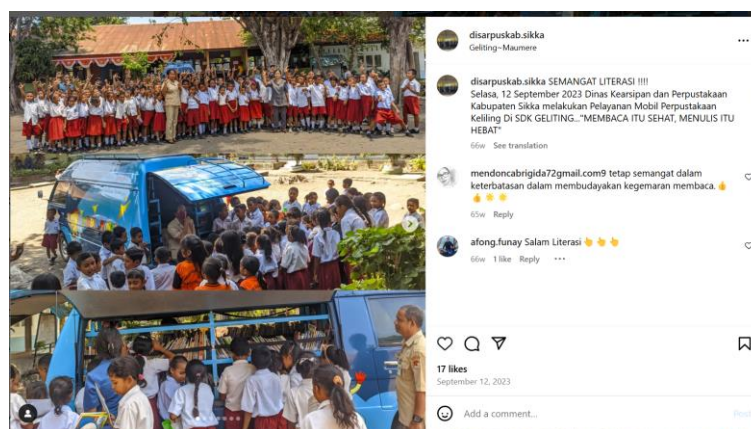 disarpuskab.sikka
Geliting-Maumere
disarpuskab.sikka SEMANGAT LITERASI !!!!
Selasa, 12 September 2023 Dinas Kearsipan dan Perpustakaan
Kabupaten Sikka melakukan Pelayanan Mobil Perpustakaan
Keliling Di SDK GELITING..."MEMBACA ITU SEHAT, MENULIS ITU
HEBAT"
66w See translation
mendoncabrigida72gmail.com9 tetap semangat dalam
keterbatasan dalam membudayakan kegemaran membaca.👍
👍☀️☀️
65w Reply
afong.funay Salam Literasi 👆👆👆
66w 1 like Reply
17 likes
September 12, 2023
Add a comment...
Post